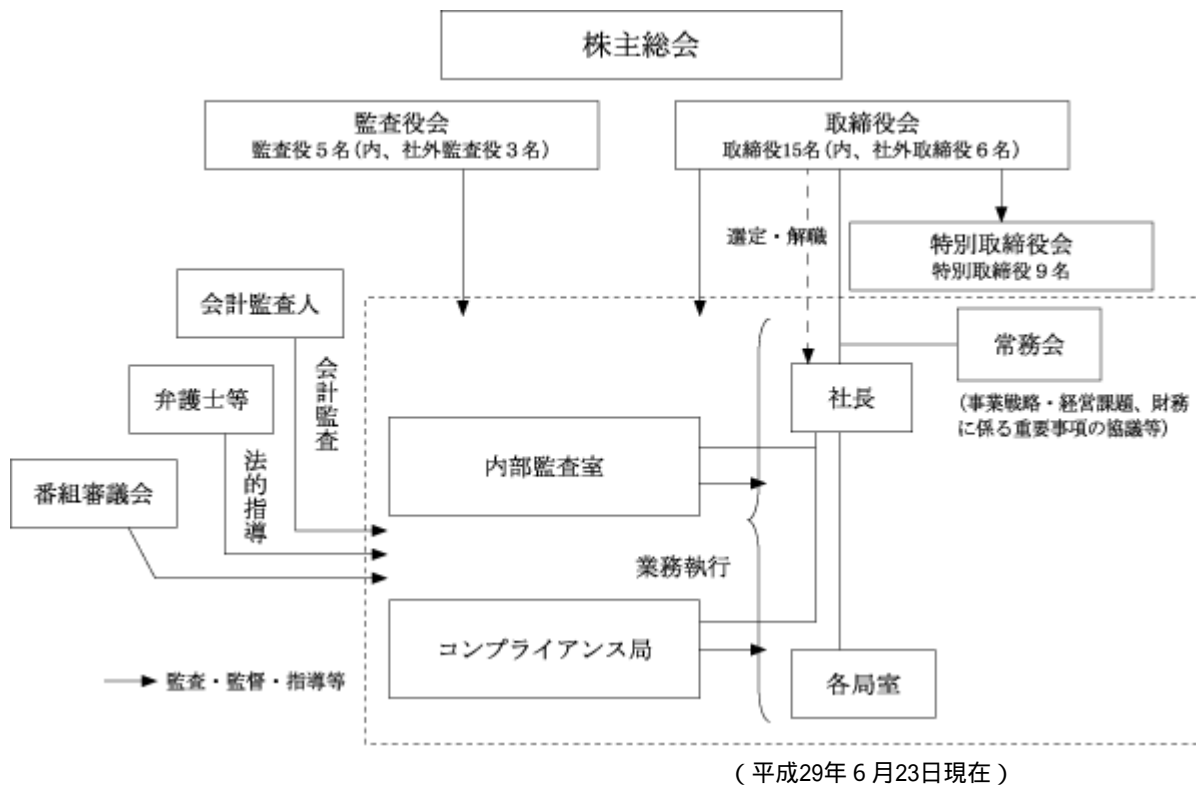 株主総会
監査役会
監査役５名(内、社外監査役３名)
取締役会
取締役15名(内、社外取締役６名)
選定・解職
特別取締役会
特別取締役９名
会計監査人
会計監査
常務会
(事業戦略・経営課題、財務
に係る重要事項の協議等)
社長
弁護士等
法的指導
内部監査室
番組審議会
業務執行
コンプライアンス局
各局室
監査・監督・指導等
(平成29年６月23日現在)